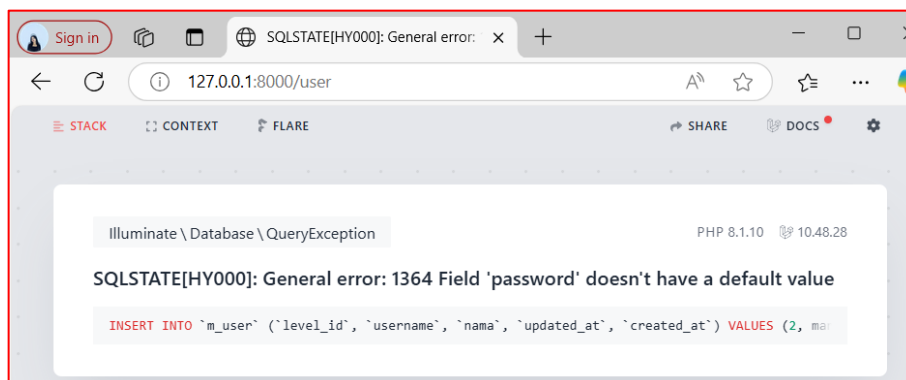 Sign in
SQLSTATE[HY000]: General error:
127.0.0.1:8000/user
STACK CONTEXT FLARE SHARE DOCS
Illuminate \ Database \ QueryException PHP 8.1.10 10.48.28
SQLSTATE[HY000]: General error: 1364 Field 'password' doesn't have a default value
INSERT INTO `m_user` (`level_id`, `username`, `nama`, `updated_at`, `created_at`) VALUES (2,